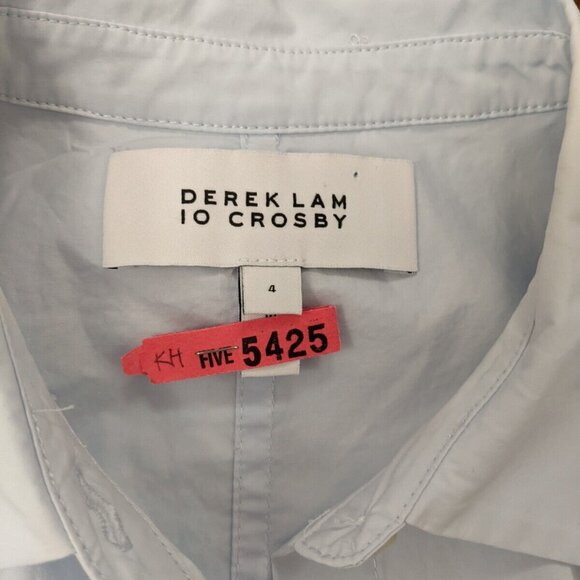 DEREK LAM
10 CROSBY
4
KH FIVE 5425